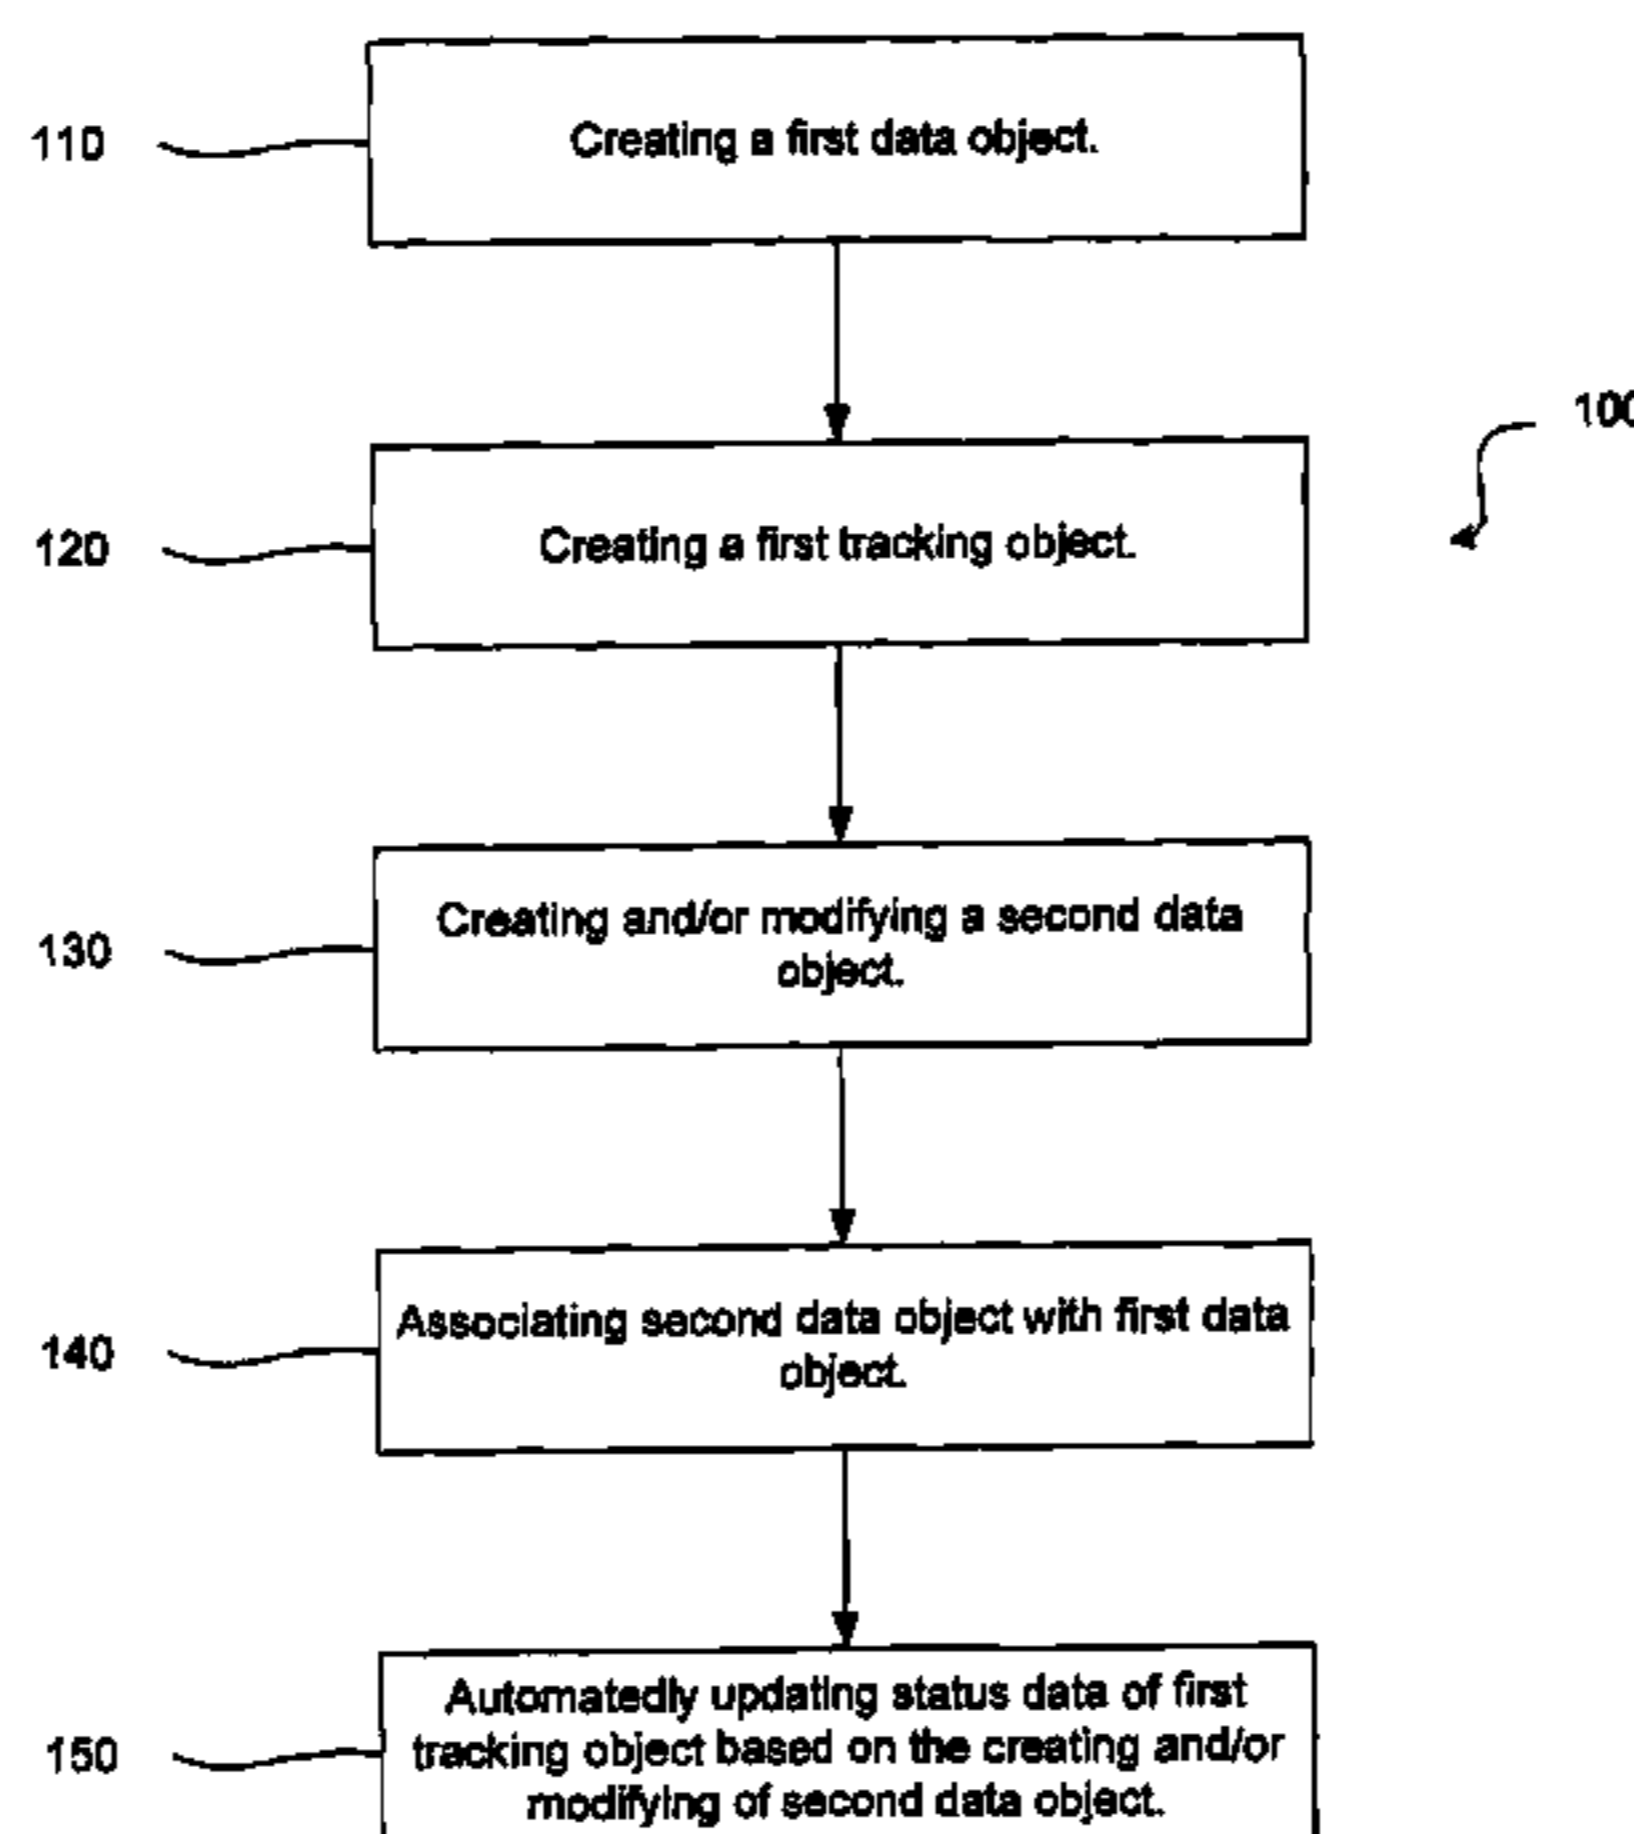 110
Creating a first data object.
100
120
Creating a first tracking object.
130
Creating and/or modifying a second data
object.
140
Associating second data object with first data
object.
150
Automatedly updating status data of first
tracking object based on the creating and/or
modifying of second data object.